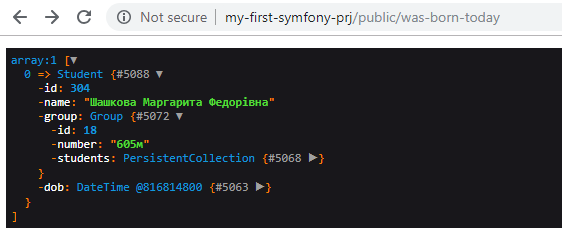 Not secure | my-first-symfony-prj/public/was-born-today
array:1 [▼
  0 => Student {#5088 ▼
    -id: 304
    -name: "Шашкова Маргарита Федорівна"
    -group: Group {#5072 ▼
      -id: 18
      -number: "605м"
      -students: PersistentCollection {#5068 ▶}
    }
    -dob: DateTime @816814800 {#5063 ▶}
  }
]